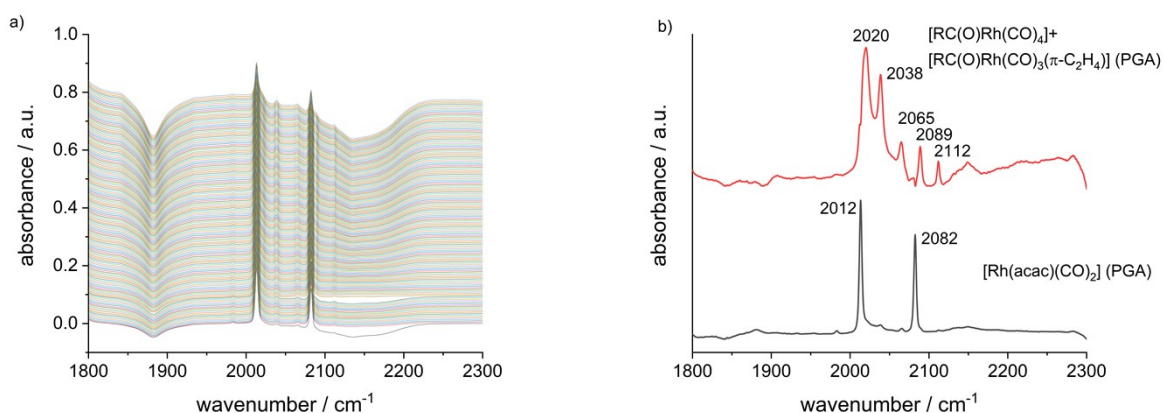 a)
1.0
0.8
0.6
0.4
0.2
0.0
absorbance / a.u.
1800 1900 2000 2100 2200 2300
wavenumber / cm⁻¹
b)
2020
2038
2065
2089
2112
[RC(O)Rh(CO)₄]+
[RC(O)Rh(CO)₃(π-C₂H₄)] (PGA)
2012
2082
[Rh(acac)(CO)₂] (PGA)
absorbance / a.u.
1800 1900 2000 2100 2200 2300
wavenumber / cm⁻¹